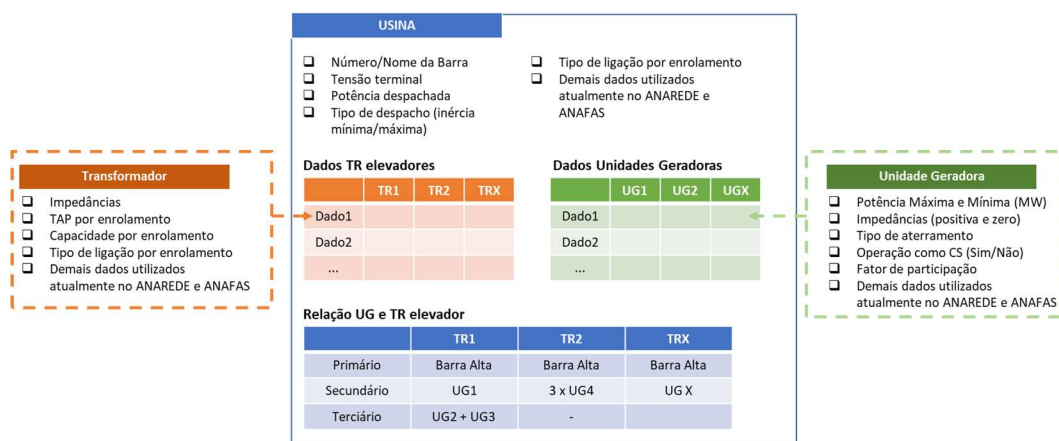 USINA
Número/Nome da Barra
Tensão terminal
Potência despachada
Tipo de despacho (inércia
mínima/máxima)
Tipo de ligação por enrolamento
Demais dados utilizados
atualmente no ANAREDE e
ANAFAS
Transformador
Impedâncias
TAP por enrolamento
Capacidade por enrolamento
Tipo de ligação por enrolamento
Demais dados utilizados
atualmente no ANAREDE e ANAFAS
Dados TR elevadores
TR1 TR2 TRX
Dado1
Dado2
...
Dados Unidades Geradoras
UG1 UG2 UGX
Dado1
Dado2
...
Unidade Geradora
Potência Máxima e Mínima (MW)
Impedâncias (positiva e zero)
Tipo de aterramento
Operação como CS (Sim/Não)
Fator de participação
Demais dados utilizados
atualmente no ANAREDE e ANAFAS
Relação UG e TR elevador
TR1 TR2 TRX
Primário Barra Alta Barra Alta Barra Alta
Secundário UG1 3 x UG4 UG X
Terciário UG2 + UG3 -